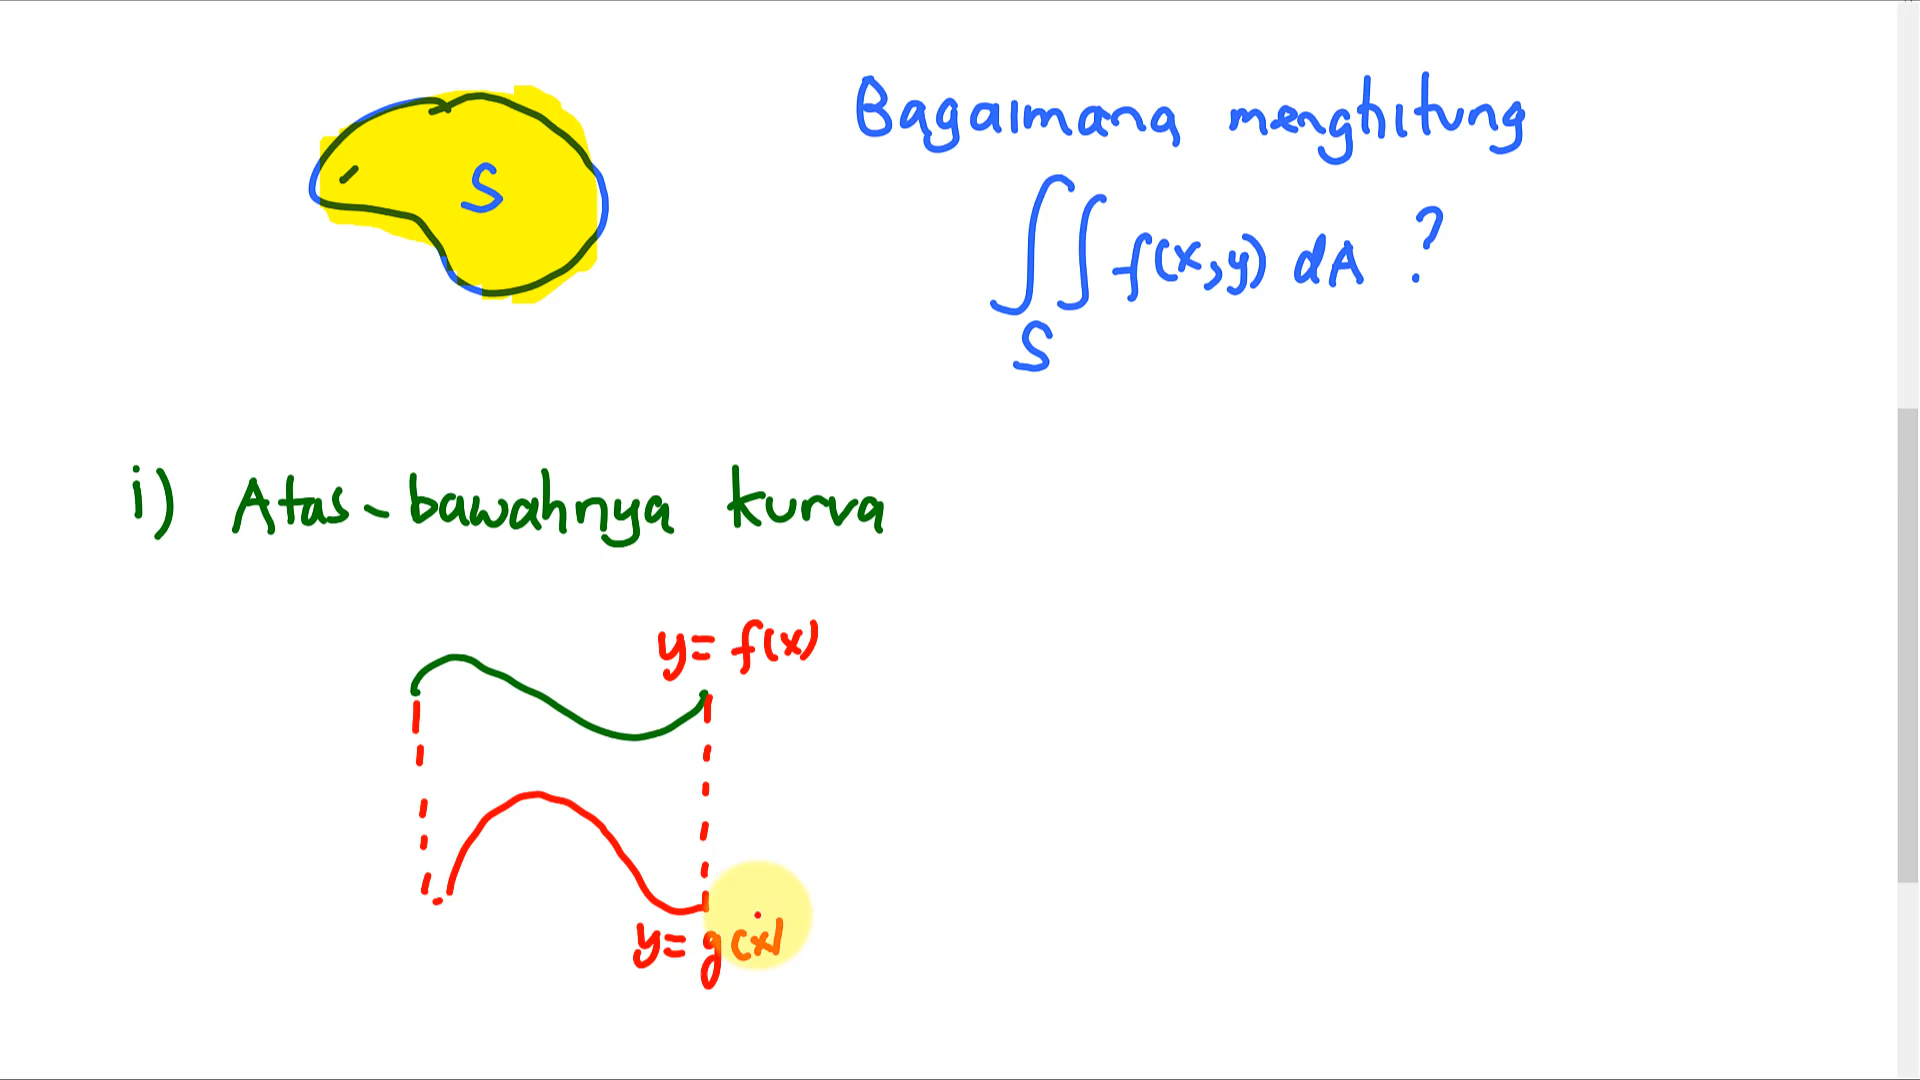 S
Bagaimana menghitung
∫∫ f(x,y) dA ?
S
i) Atas-bawahnya kurva
y= f(x)
y= g(x)